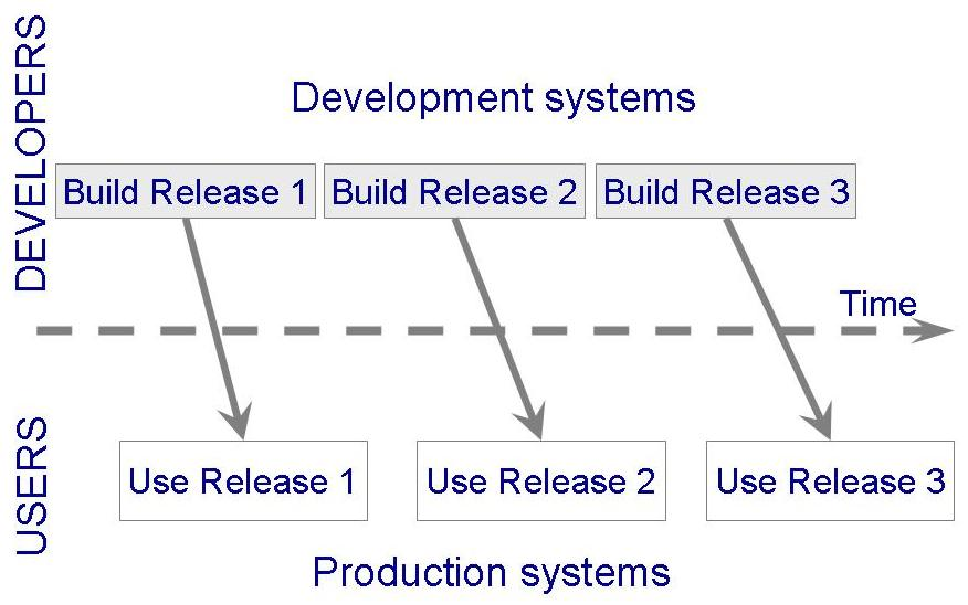 DEVELOPERS
Development systems
Build Release 1
Build Release 2
Build Release 3
Time
USERS
Use Release 1
Use Release 2
Use Release 3
Production systems